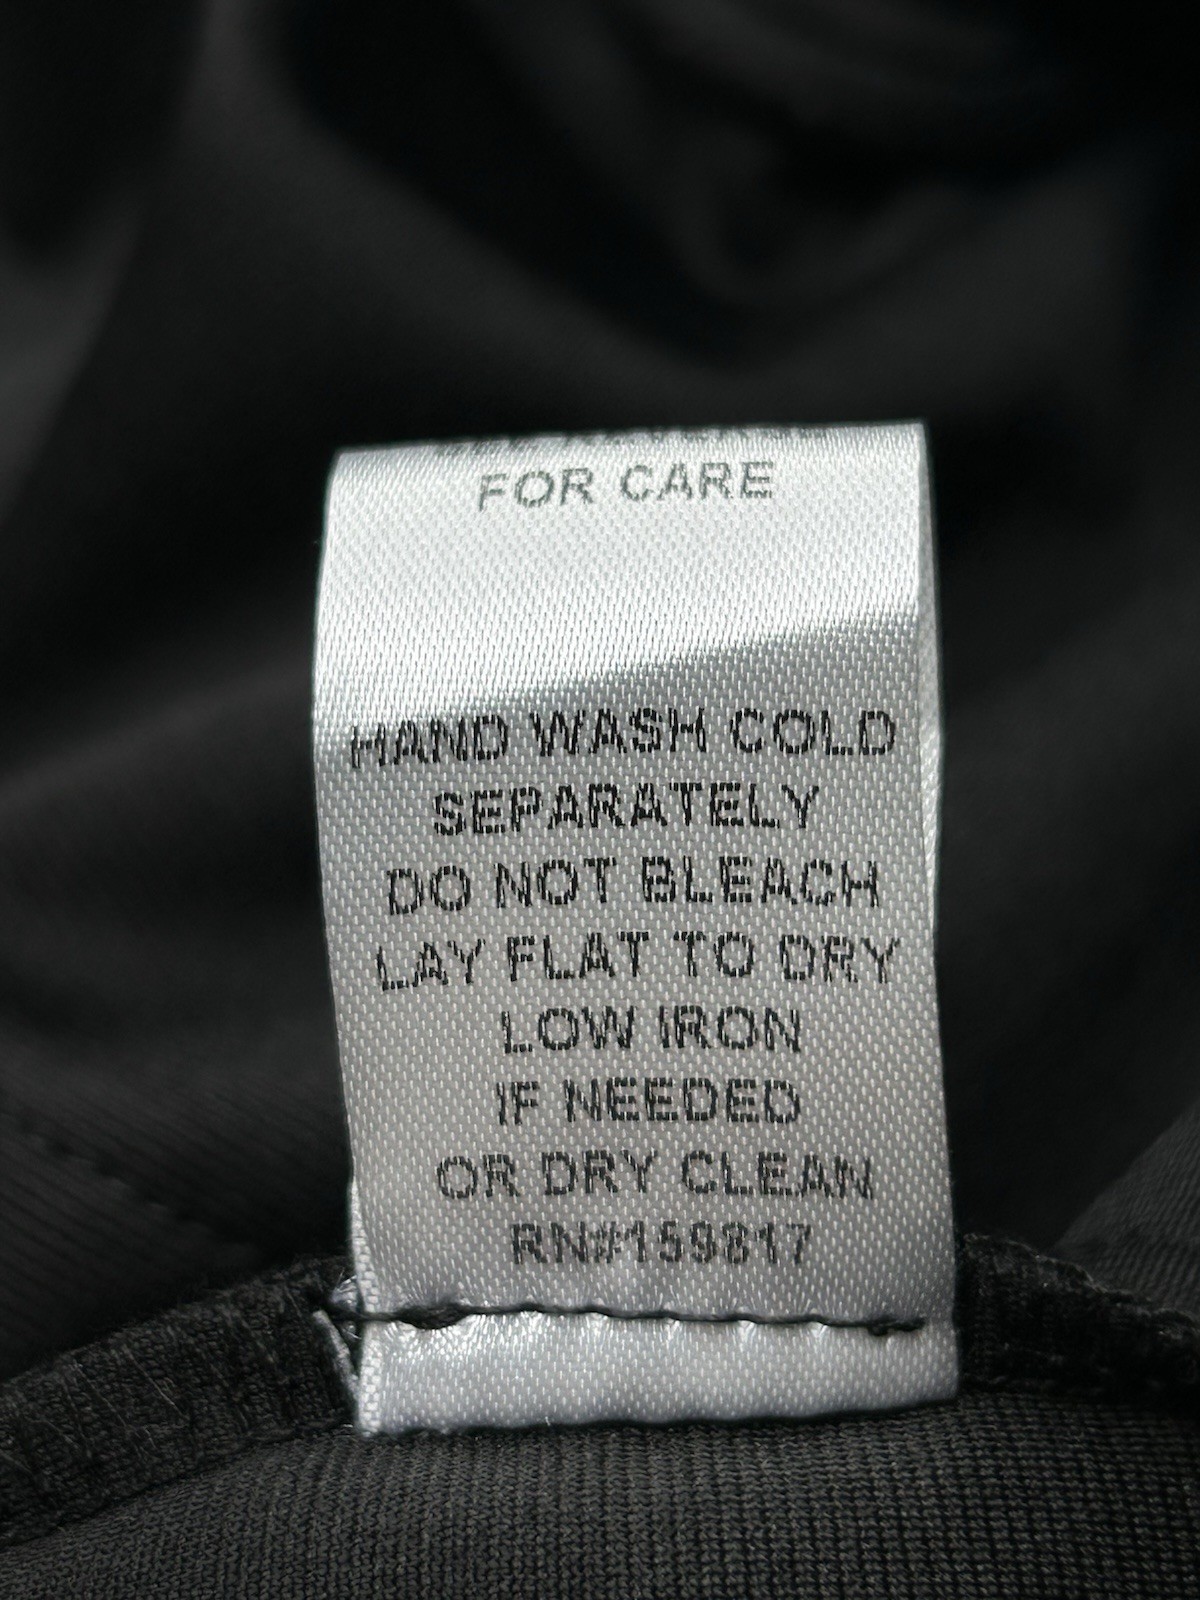 FOR CARE
HAND WASH COLD
SEPARATELY
DO NOT BLEACH
LAY FLAT TO DRY
LOW IRON
IF NEEDED
OR DRY CLEAN
RN#159817